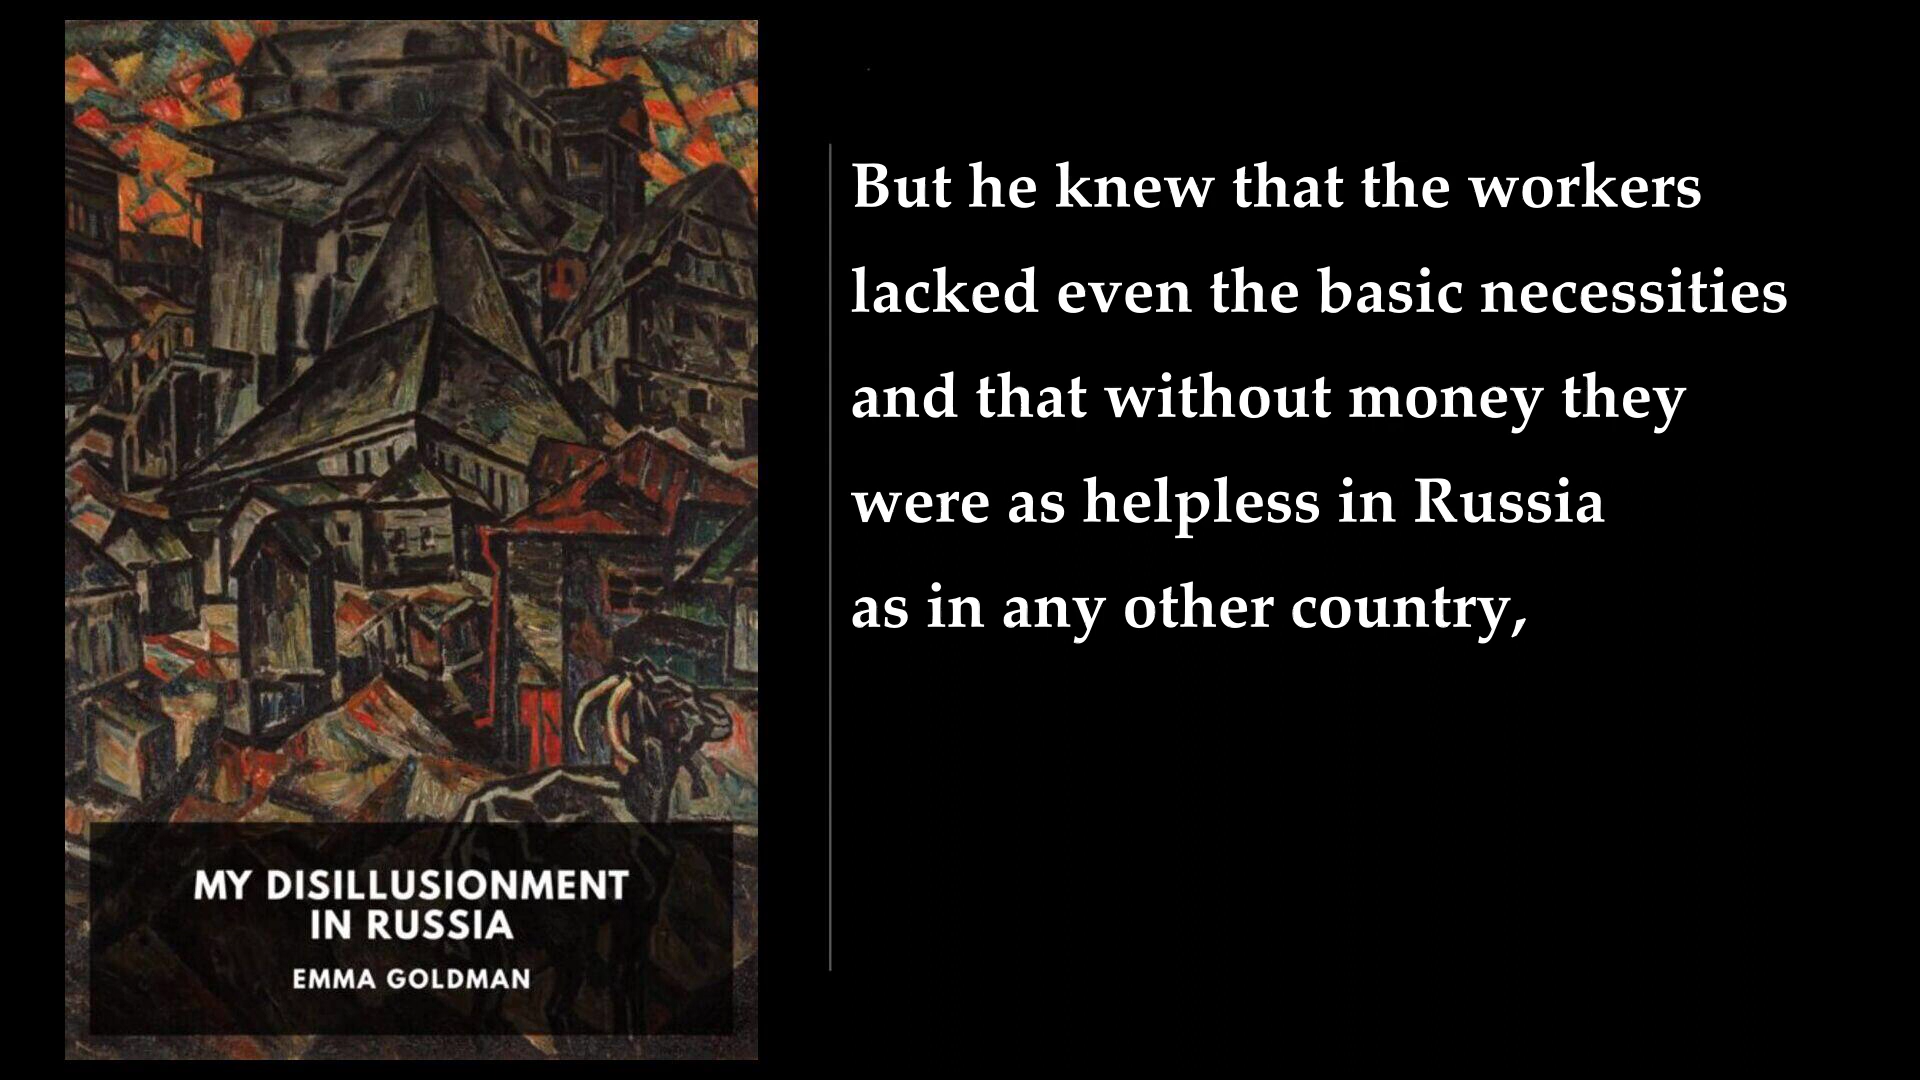 But he knew that the workers
lacked even the basic necessities
and that without money they
were as helpless in Russia
as in any other country,
MY DISILLUSIONMENT
IN RUSSIA
EMMA GOLDMAN